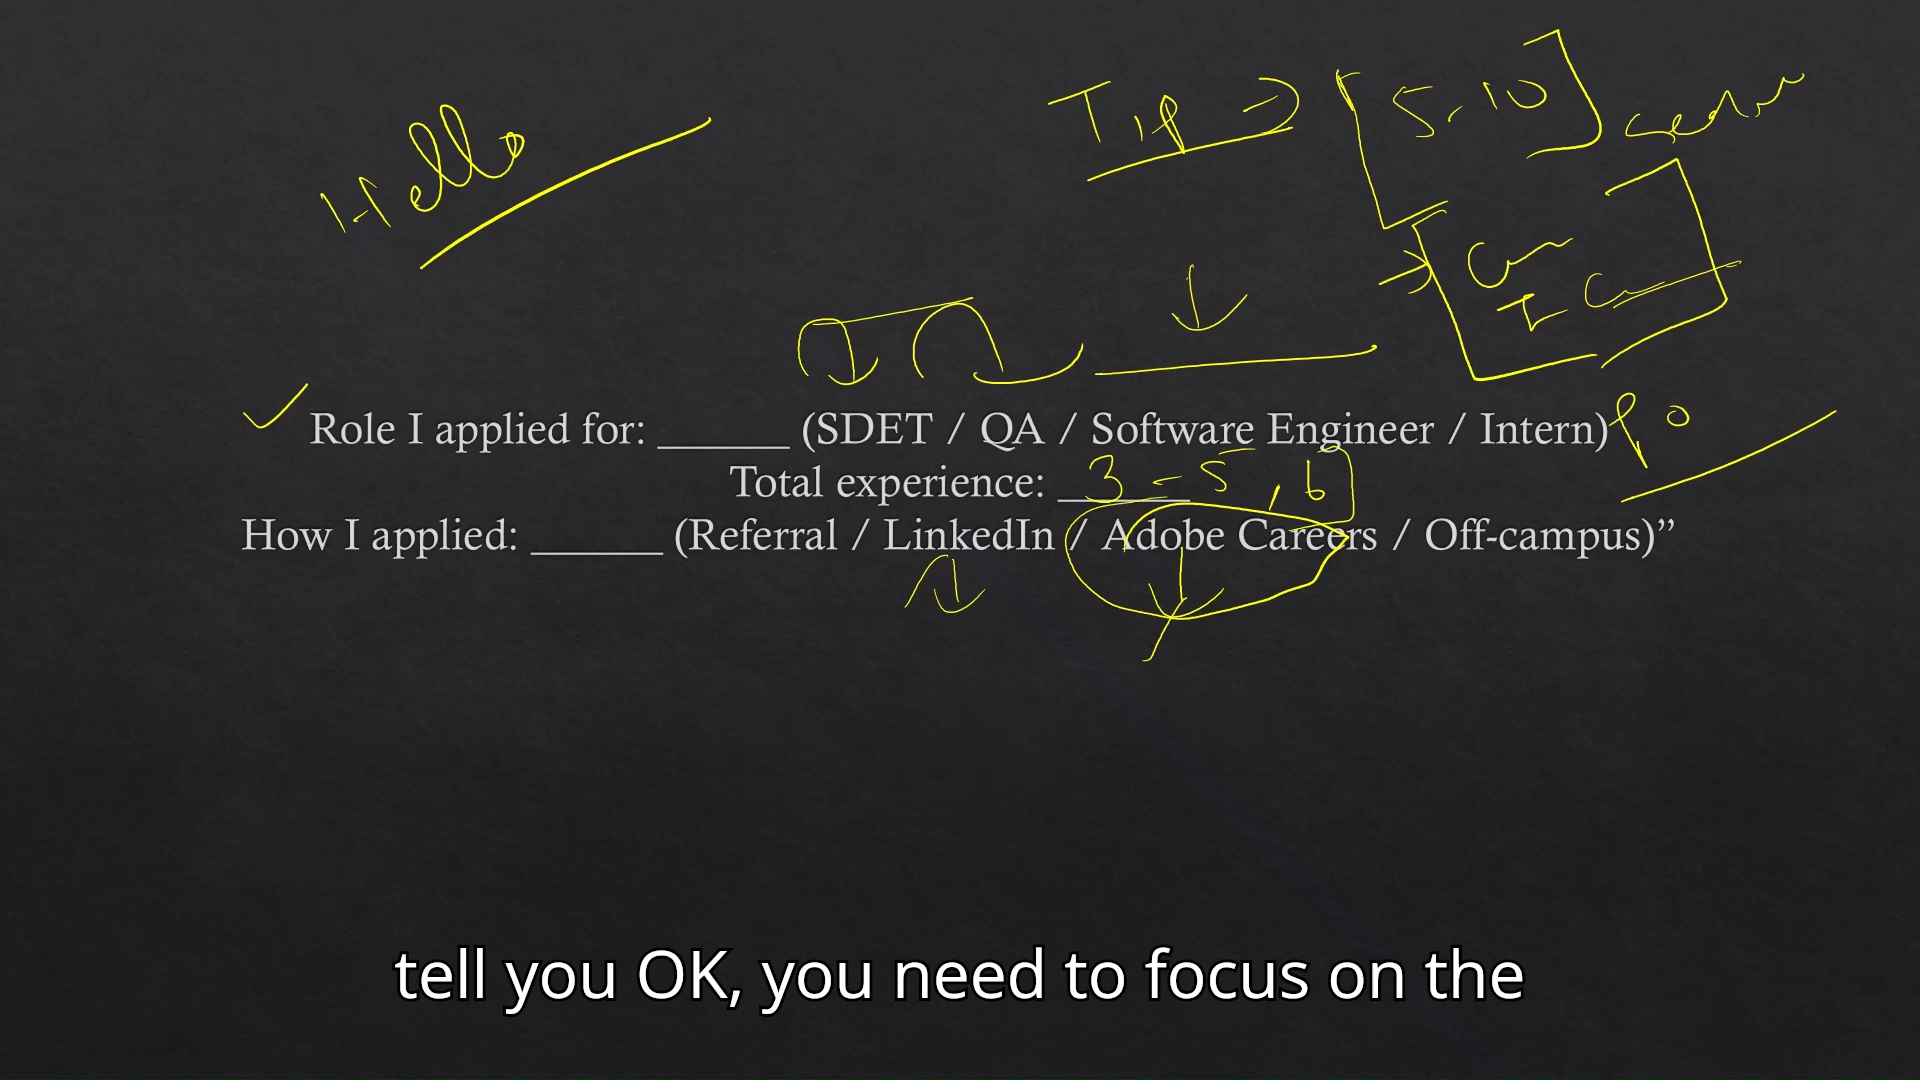 Hello
Tip [5-10]
Role I applied for: ______ (SDET / QA / Software Engineer / Intern)
Total experience: ______ 3 - 5, 6
How I applied: ______ (Referral / LinkedIn / Adobe Careers / Off-campus)”
tell you OK, you need to focus on the